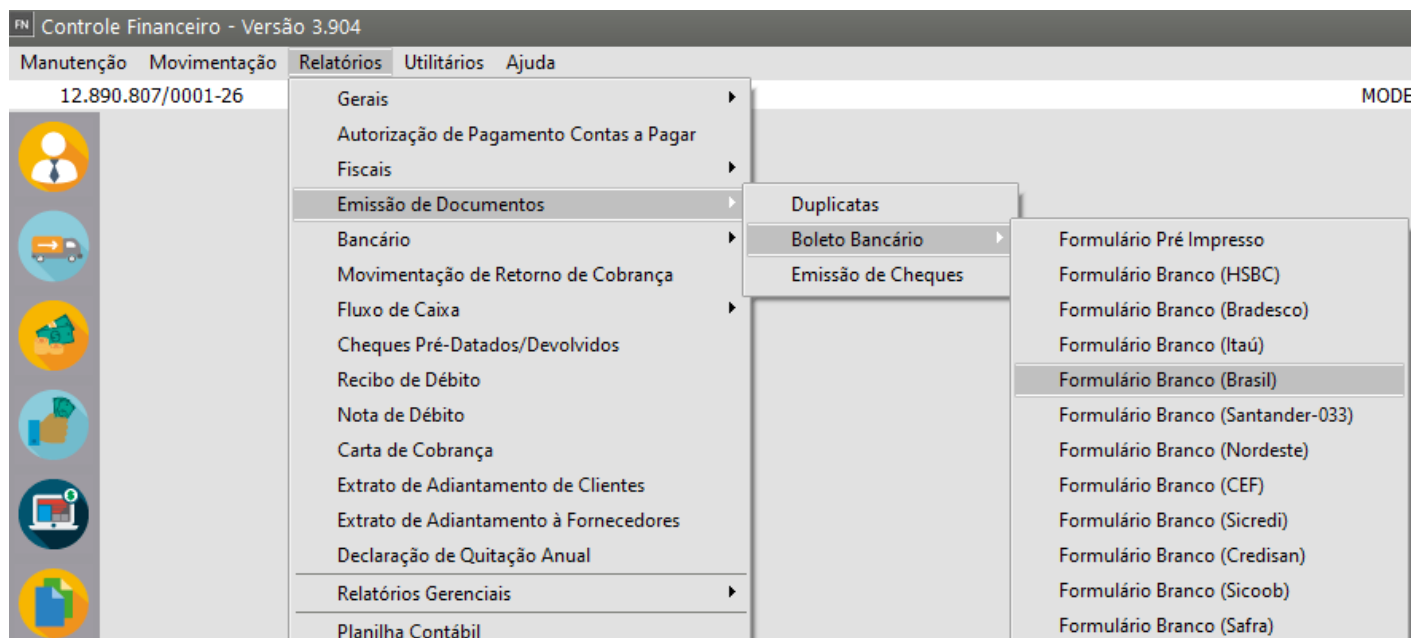 FN Controle Financeiro - Versão 3.904
Manutenção Movimentação Relatórios Utilitários Ajuda
12.890.807/0001-26 MODE
Gerais
Autorização de Pagamento Contas a Pagar
Fiscais
Emissão de Documentos
Bancário
Movimentação de Retorno de Cobrança
Fluxo de Caixa
Cheques Pré-Datados/Devolvidos
Recibo de Débito
Nota de Débito
Carta de Cobrança
Extrato de Adiantamento de Clientes
Extrato de Adiantamento à Fornecedores
Declaração de Quitação Anual
Relatórios Gerenciais
Planilha Contábil
Duplicatas
Boleto Bancário
Emissão de Cheques
Formulário Pré Impresso
Formulário Branco (HSBC)
Formulário Branco (Bradesco)
Formulário Branco (Itaú)
Formulário Branco (Brasil)
Formulário Branco (Santander-033)
Formulário Branco (Nordeste)
Formulário Branco (CEF)
Formulário Branco (Sicredi)
Formulário Branco (Credisan)
Formulário Branco (Sicoob)
Formulário Branco (Safra)